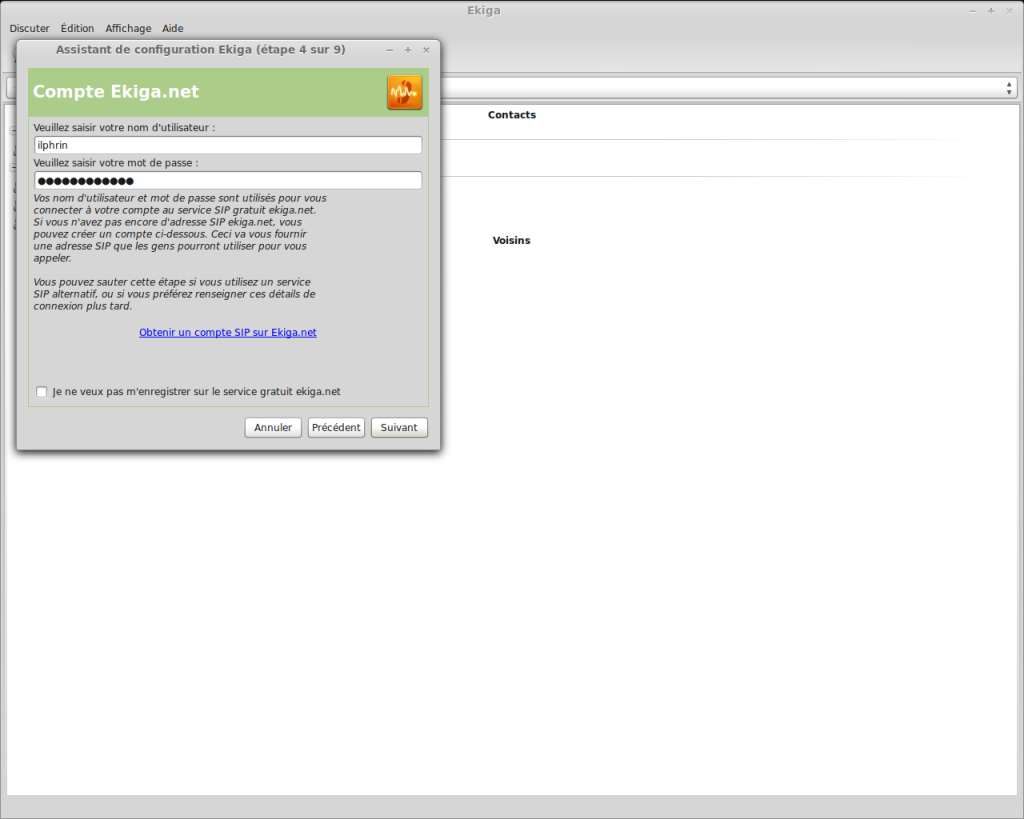 Ekiga
Discuter Édition Affichage Aide
Assistant de configuration Ekiga (étape 4 sur 9)
Compte Ekiga.net
Veuillez saisir votre nom d'utilisateur :
ilphrin
Veuillez saisir votre mot de passe :
●●●●●●●●●●●●
Vos nom d'utilisateur et mot de passe sont utilisés pour vous
connecter à votre compte au service SIP gratuit ekiga.net.
Si vous n'avez pas encore d'adresse SIP ekiga.net, vous
pouvez créer un compte ci-dessous. Ceci va vous fournir
une adresse SIP que les gens pourront utiliser pour vous
appeler.
Vous pouvez sauter cette étape si vous utilisez un service
SIP alternatif, ou si vous préférez renseigner ces détails de
connexion plus tard.
Obtenir un compte SIP sur Ekiga.net
Je ne veux pas m'enregistrer sur le service gratuit ekiga.net
Annuler Précédent Suivant
Contacts
Voisins